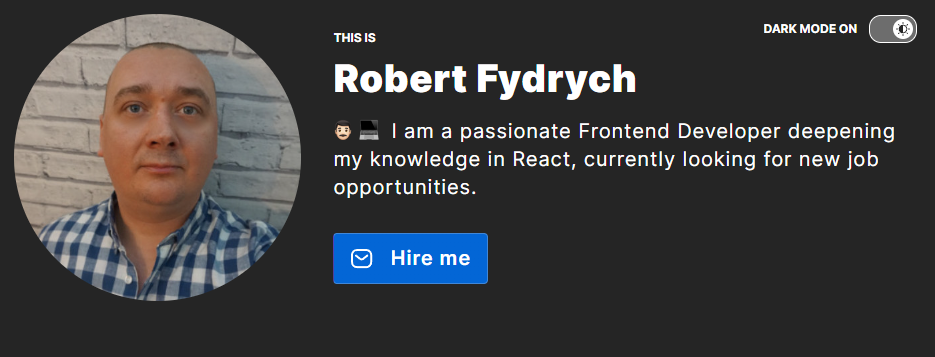 DARK MODE ON
THIS IS
Robert Fydrych
👨🏻💻 I am a passionate Frontend Developer deepening
my knowledge in React, currently looking for new job
opportunities.
Hire me